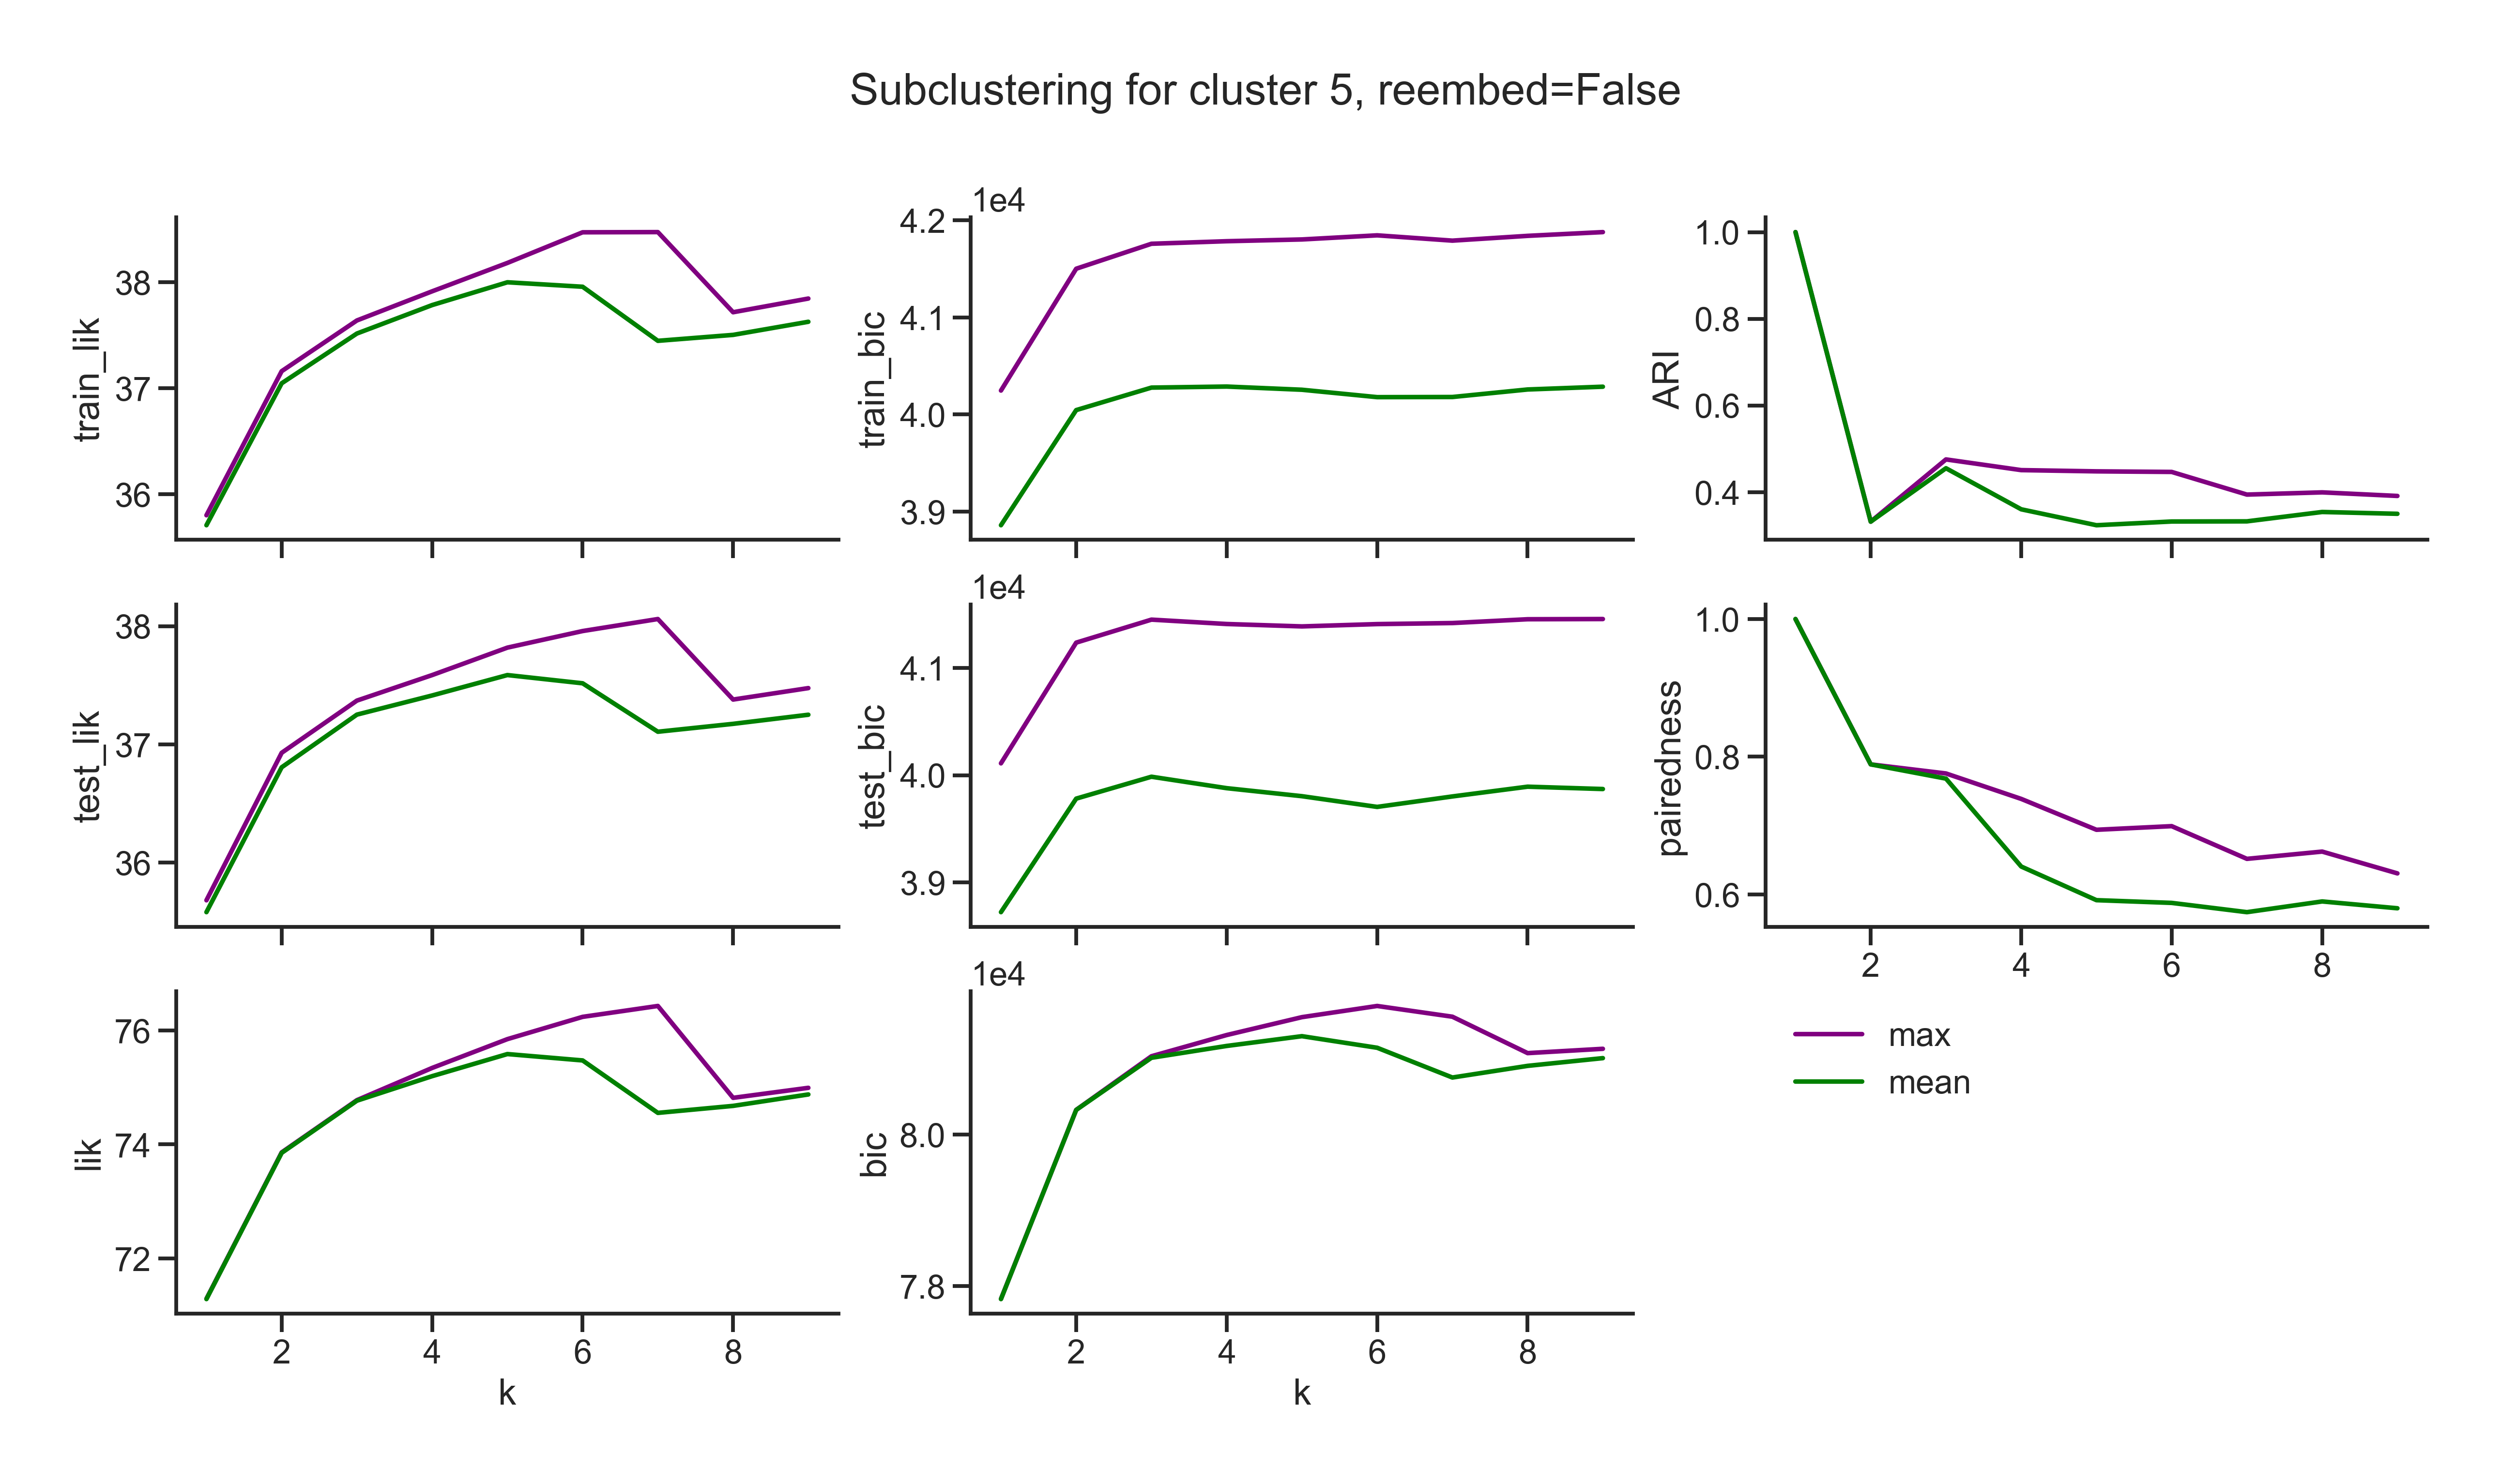 Subclustering for cluster 5, reembed=False
train_lik
38
37
36
1e4
train_bic
4.2
4.1
4.0
3.9
ARI
1.0
0.8
0.6
0.4
test_lik
38
37
36
1e4
test_bic
4.1
4.0
3.9
pairedness
1.0
0.8
0.6
2 4 6 8
lik
76
74
72
2 4 6 8
k
1e4
bic
8.0
7.8
2 4 6 8
k
max
mean